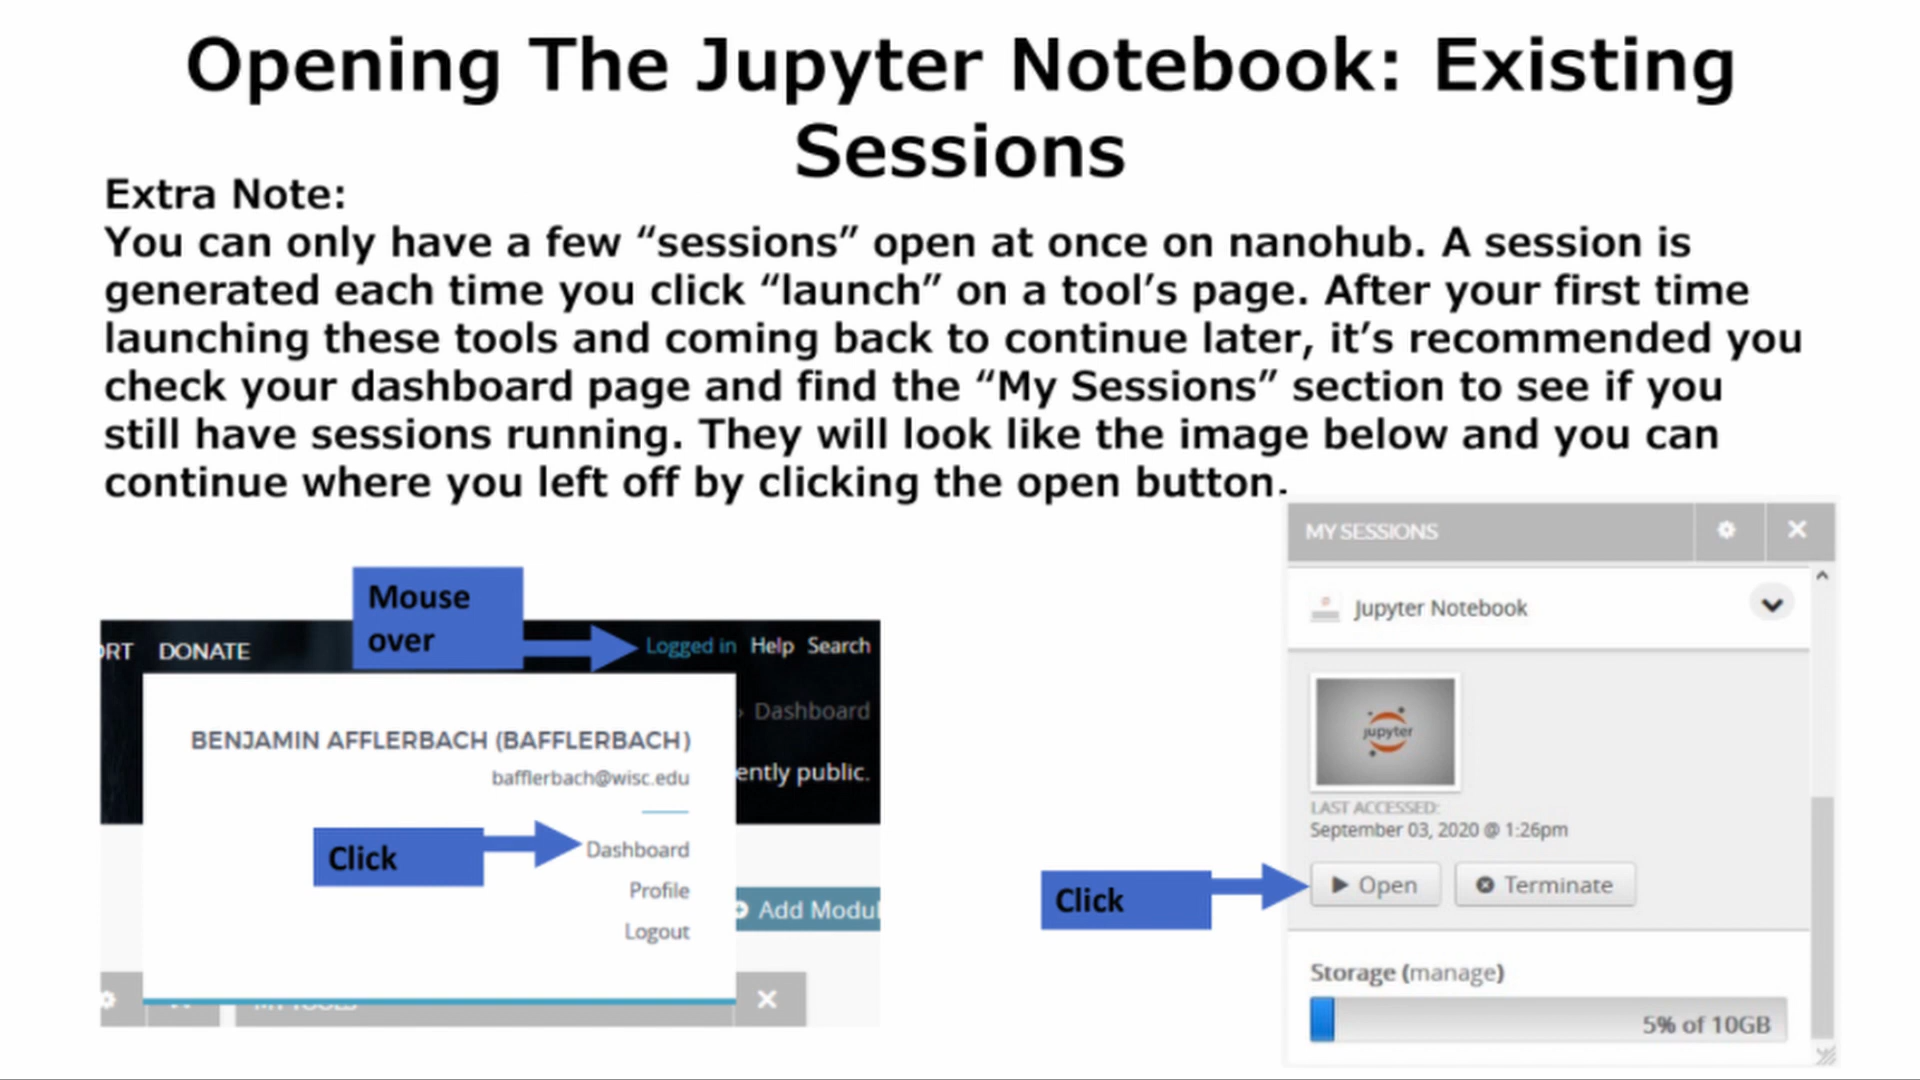 Opening The Jupyter Notebook: Existing
Sessions
Extra Note:
You can only have a few “sessions” open at once on nanohub. A session is
generated each time you click “launch” on a tool’s page. After your first time
launching these tools and coming back to continue later, it’s recommended you
check your dashboard page and find the “My Sessions” section to see if you
still have sessions running. They will look like the image below and you can
continue where you left off by clicking the open button.
Mouse
over
ORT DONATE
Logged in Help Search
Dashboard
BENJAMIN AFFLERBACH (BAFFLERBACH)
bafflerbach@wisc.edu
ently public.
Click
Dashboard
Profile
Logout
Add Modul
MY TOOLS
MY SESSIONS
Jupyter Notebook
jupyter
LAST ACCESSED:
September 03, 2020 @ 1:26pm
Click
Open Terminate
Storage (manage)
5% of 10GB